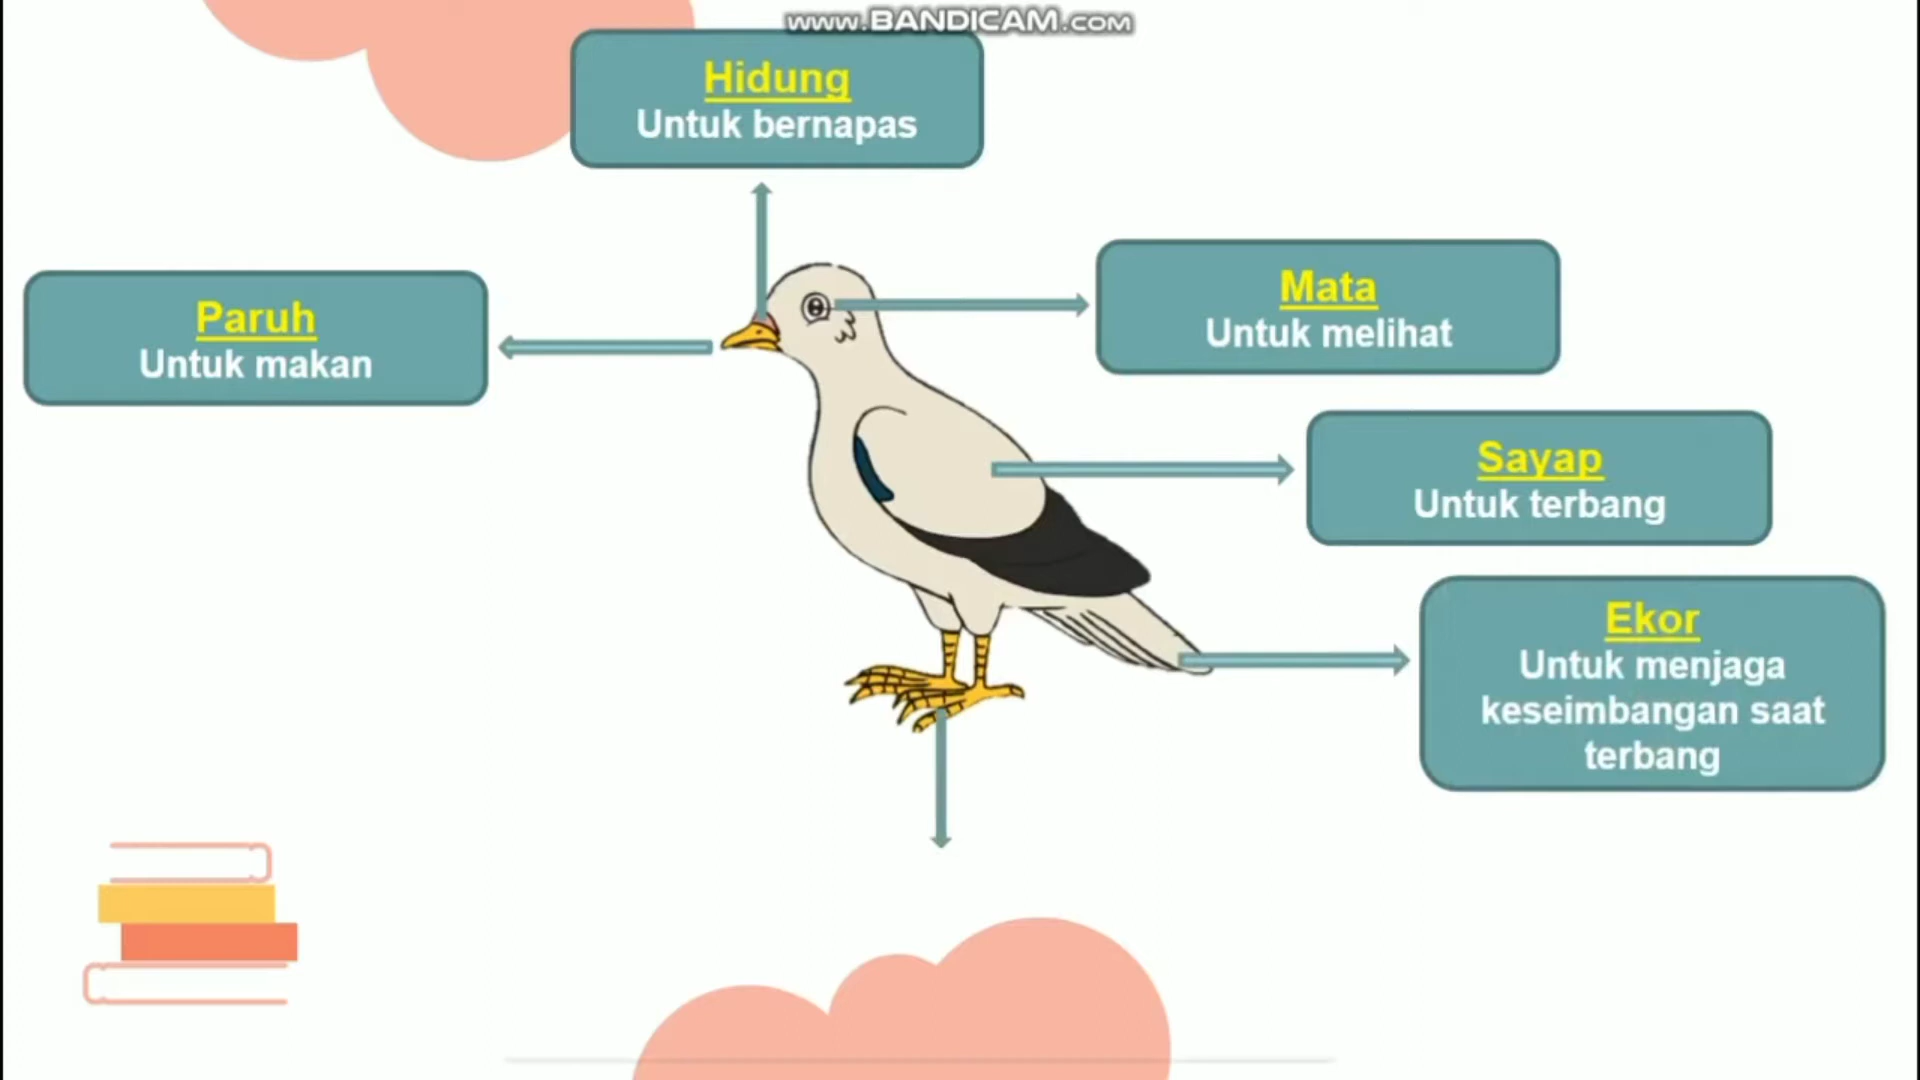 www.BANDICAM.com
Hidung
Untuk bernapas
Mata
Untuk melihat
Paruh
Untuk makan
Sayap
Untuk terbang
Ekor
Untuk menjaga
keseimbangan saat
terbang